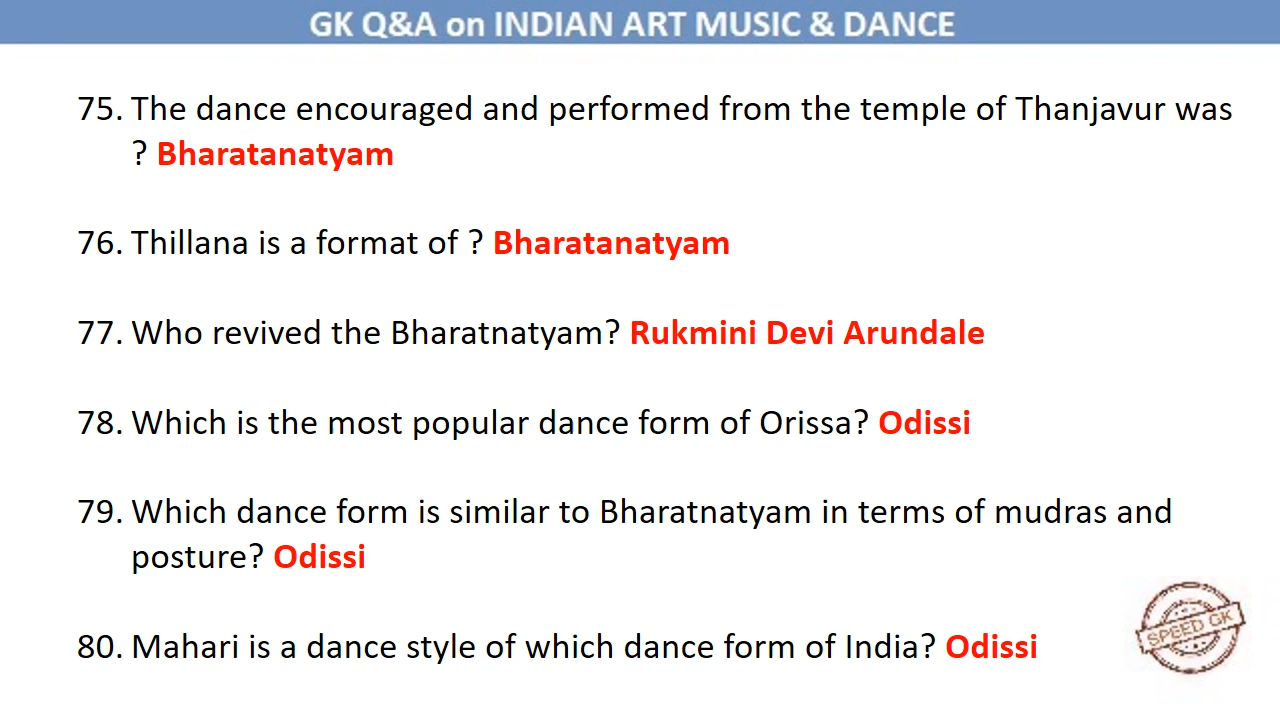 GK Q&A on INDIAN ART MUSIC & DANCE
75. The dance encouraged and performed from the temple of Thanjavur was
? Bharatanatyam
76. Thillana is a format of ? Bharatanatyam
77. Who revived the Bharatnatyam? Rukmini Devi Arundale
78. Which is the most popular dance form of Orissa? Odissi
79. Which dance form is similar to Bharatnatyam in terms of mudras and
posture? Odissi
SPEED GK
80. Mahari is a dance style of which dance form of India? Odissi